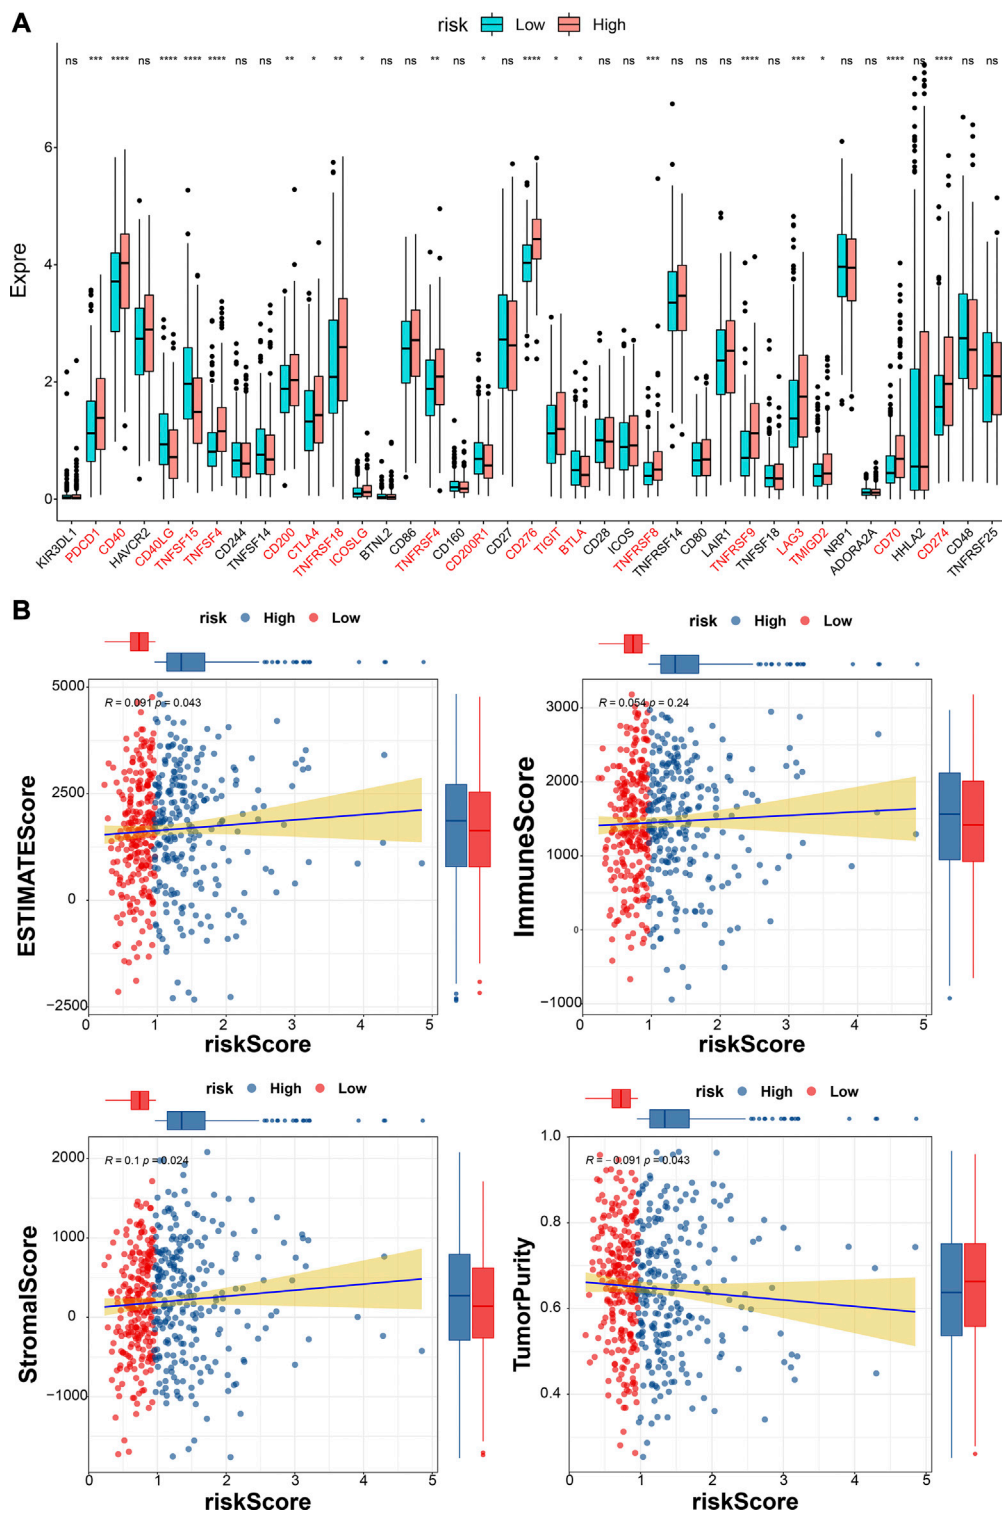 A
risk Low High
ns *** **** ns **** **** **** ns ns ** * ** * ns ns ** ns * ns **** * * ns ns *** ns ns ns **** ns *** * ns ns **** ns **** ns ns
Expre
6
4
2
0
KIR3DL1 PDCD1 CD40 HAVCR2 CD40LG TNFSF15 TNFSF4 CD244 TNFSF14 CD200 CTLA4 TNFRSF18 ICOSLG BTNL2 CD86 TNFRSF4 CD160 CD200R1 CD27 CD276 TIGIT BTLA CD28 ICOS TNFRSF8 TNFRSF14 CD80 LAIR1 TNFRSF9 TNFSF18 LAG3 TMIGD2 NRP1 ADORA2A CD70 HHLA2 CD274 CD48 TNFRSF25
B
risk High Low
R = 0.091 p = 0.043
ESTIMATEScore
5000
2500
0
−2500
0 1 2 3 4 5
riskScore
risk High Low
R = 0.054 p = 0.24
ImmuneScore
3000
2000
1000
0
−1000
0 1 2 3 4 5
riskScore
risk High Low
R = 0.1 p = 0.024
StromalScore
2000
1000
0
−1000
0 1 2 3 4 5
riskScore
risk High Low
R = −0.091 p = 0.043
TumorPurity
1.0
0.8
0.6
0.4
0 1 2 3 4 5
riskScore